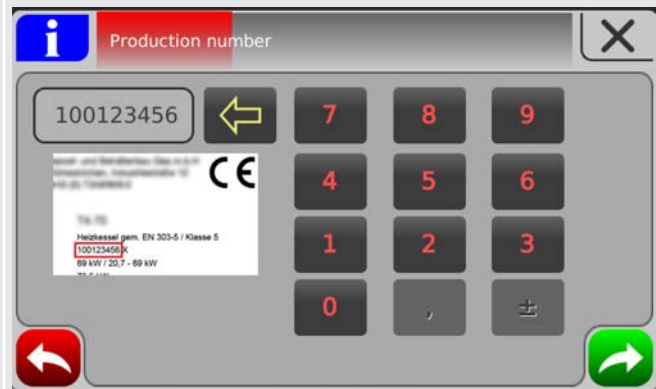 i
Production number
100123456
7 8 9
4 5 6
1 2 3
0 , ±
CE
Heizkessel gem. EN 303-5 / Klasse 5
100123456 X
69 kW / 20,7 - 69 kW